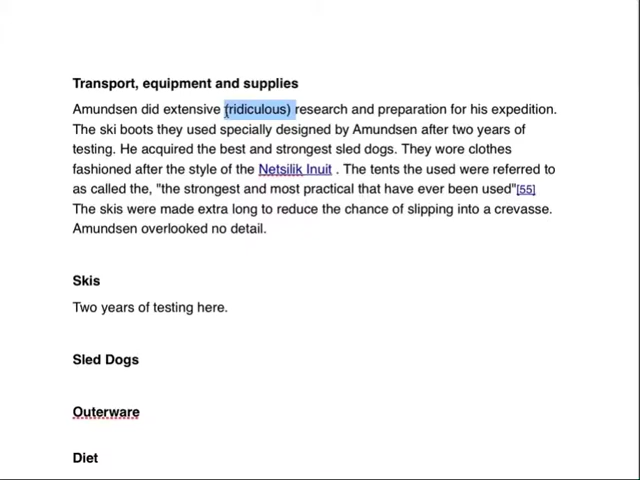 Transport, equipment and supplies
Amundsen did extensive (ridiculous) research and preparation for his expedition.
The ski boots they used specially designed by Amundsen after two years of
testing. He acquired the best and strongest sled dogs. They wore clothes
fashioned after the style of the Netsilik Inuit . The tents the used were referred to
as called the, "the strongest and most practical that have ever been used"[55]
The skis were made extra long to reduce the chance of slipping into a crevasse.
Amundsen overlooked no detail.
Skis
Two years of testing here.
Sled Dogs
Outerware
Diet